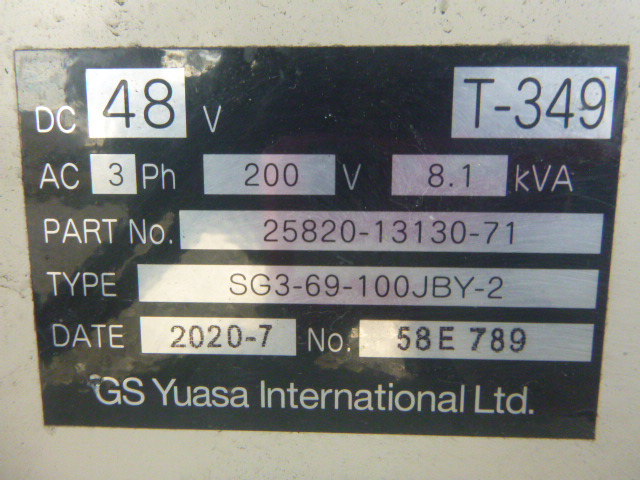 DC 48 V T-349
AC 3 Ph 200 V 8.1 kVA
PART No. 25820-13130-71
TYPE SG3-69-100JBY-2
DATE 2020-7 No. 58E 789
GS Yuasa International Ltd.